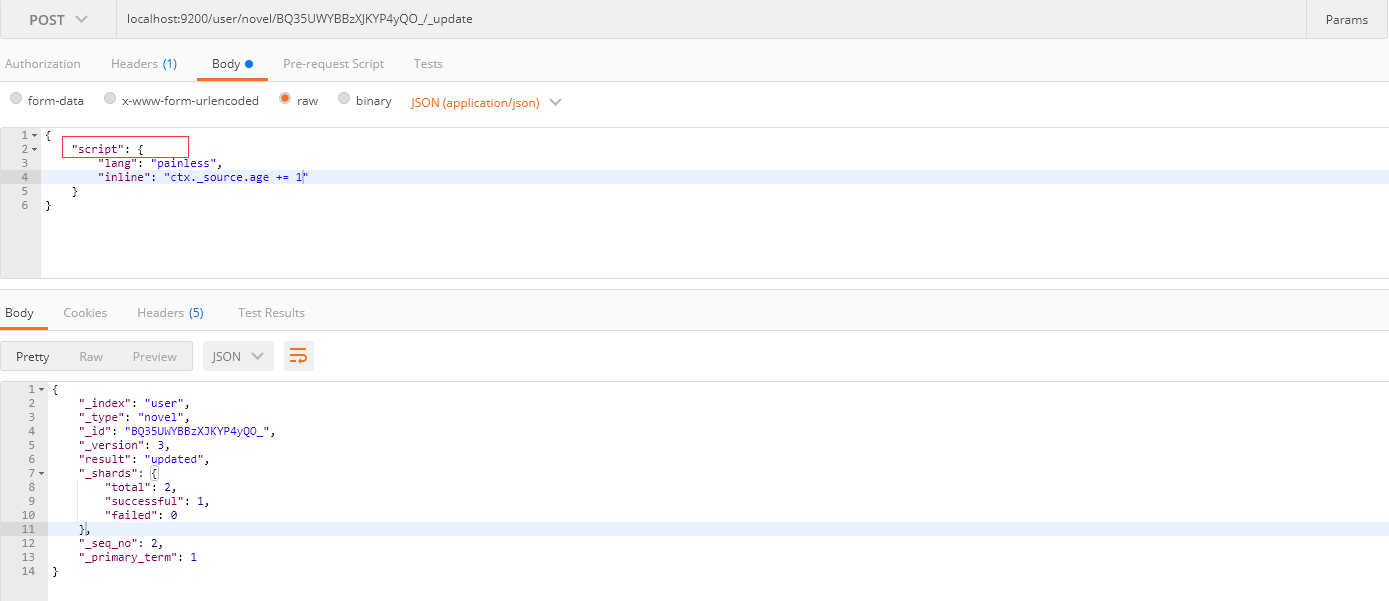 POST localhost:9200/user/novel/BQ35UWYBBzXJKYP4yQO_/_update Params
Authorization Headers (1) Body Pre-request Script Tests
form-data x-www-form-urlencoded raw binary JSON (application/json)
1 {
2 "script": {
3 "lang": "painless",
4 "inline": "ctx._source.age += 1"
5 }
6 }
Body Cookies Headers (5) Test Results
Pretty Raw Preview JSON
1 {
2 "_index": "user",
3 "_type": "novel",
4 "_id": "BQ35UWYBBzXJKYP4yQO_",
5 "_version": 3,
6 "result": "updated",
7 "_shards": {
8 "total": 2,
9 "successful": 1,
10 "failed": 0
11 },
12 "_seq_no": 2,
13 "_primary_term": 1
14 }